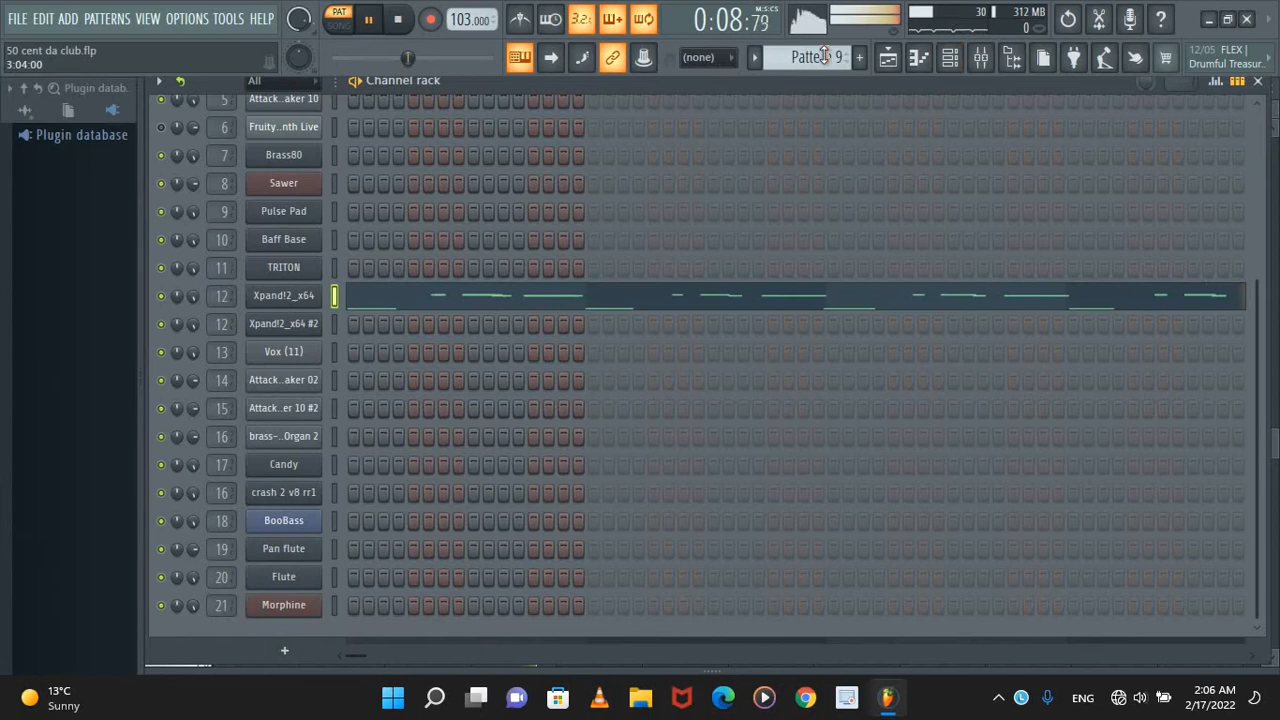 FILE EDIT ADD PATTERNS VIEW OPTIONS TOOLS HELP
PAT
SONG
103.000
3.2
0:08:79
M:S:CS
30
312 MB
0
50 cent da club.flp
3:04:00
(none)
Pattern 9
12/05 FLEX |
Drumful Treasur..
Plugin datab..
All
Channel rack
Plugin database
5 Attack..aker 10
6 Fruity..nth Live
7 Brass80
8 Sawer
9 Pulse Pad
10 Baff Base
11 TRITON
12 Xpand!2_x64
12 Xpand!2_x64 #2
13 Vox (11)
14 Attack..aker 02
15 Attack..er 10 #2
16 brass-..Organ 2
17 Candy
16 crash 2 v8 rr1
18 BooBass
19 Pan flute
20 Flute
21 Morphine
13°C
Sunny
ENG
2:06 AM
2/17/2022